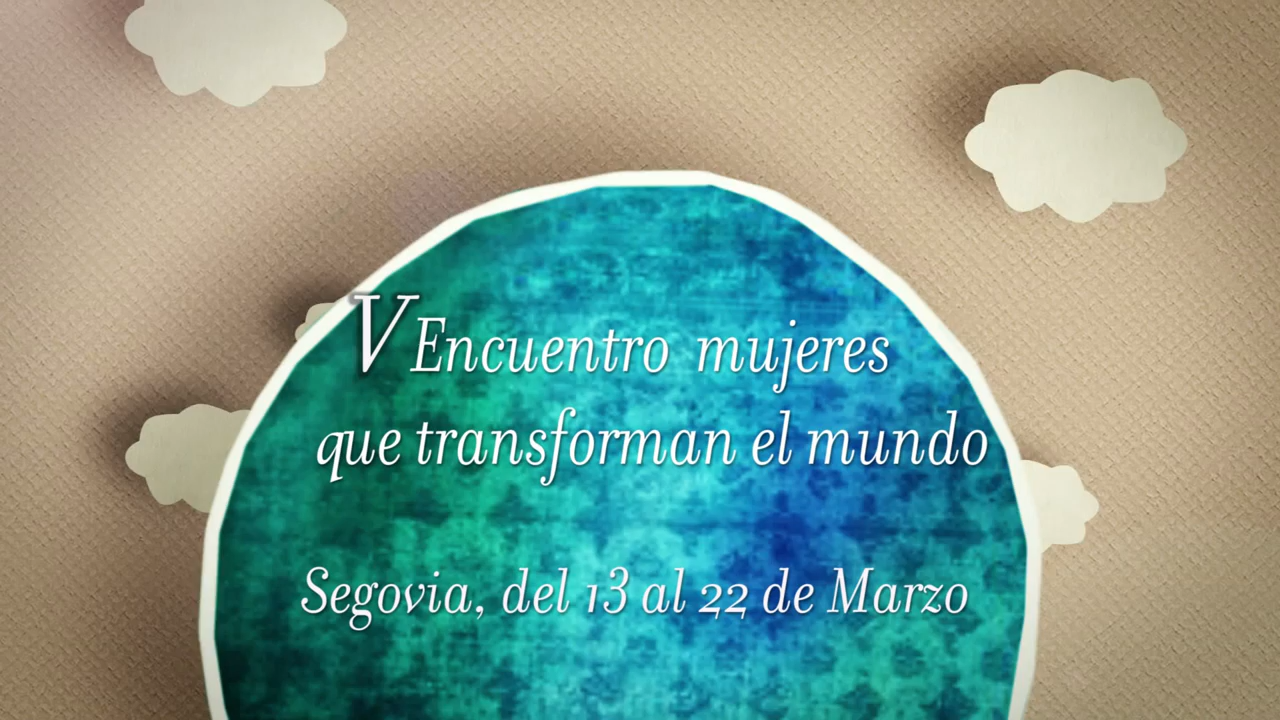 V Encuentro mujeres
que transforman el mundo
Segovia, del 13 al 22 de Marzo